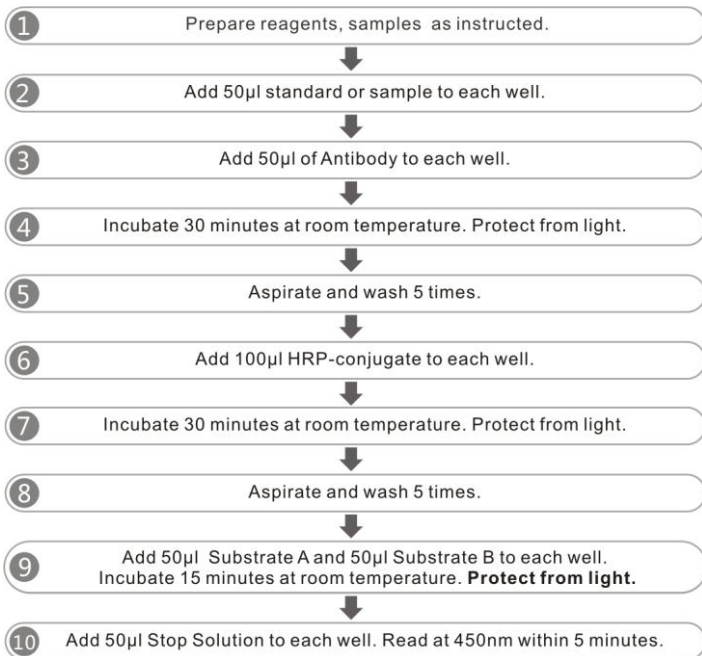 1 Prepare reagents, samples as instructed.
2 Add 50µl standard or sample to each well.
3 Add 50µl of Antibody to each well.
4 Incubate 30 minutes at room temperature. Protect from light.
5 Aspirate and wash 5 times.
6 Add 100µl HRP-conjugate to each well.
7 Incubate 30 minutes at room temperature. Protect from light.
8 Aspirate and wash 5 times.
9 Add 50µl Substrate A and 50µl Substrate B to each well.
Incubate 15 minutes at room temperature. Protect from light.
10 Add 50µl Stop Solution to each well. Read at 450nm within 5 minutes.